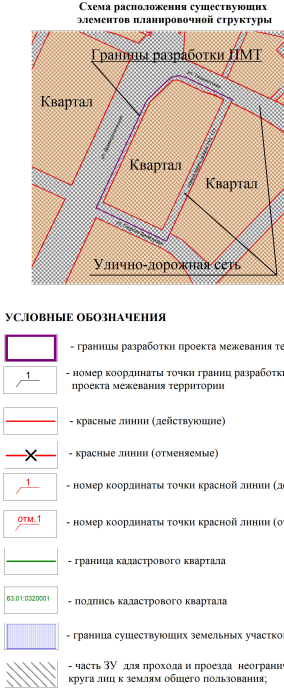 Схема расположения существующих
элементов планировочной структуры
Границы разработки ПМТ
Квартал
Квартал
Квартал
Улично-дорожная сеть
УСЛОВНЫЕ ОБОЗНАЧЕНИЯ
- границы разработки проекта межевания те
1
- номер координаты точки границ разработк
проекта межевания территории
- красные линии (действующие)
- красные линии (отменяемые)
1
- номер координаты точки красной линии (де
отм.1
- номер координаты точки красной линии (от
- граница кадастрового квартала
63:01:0320001
- подпись кадастрового квартала
- граница существующих земельных участко
- часть ЗУ для прохода и проезда неограни
круга лиц к землям общего пользования;